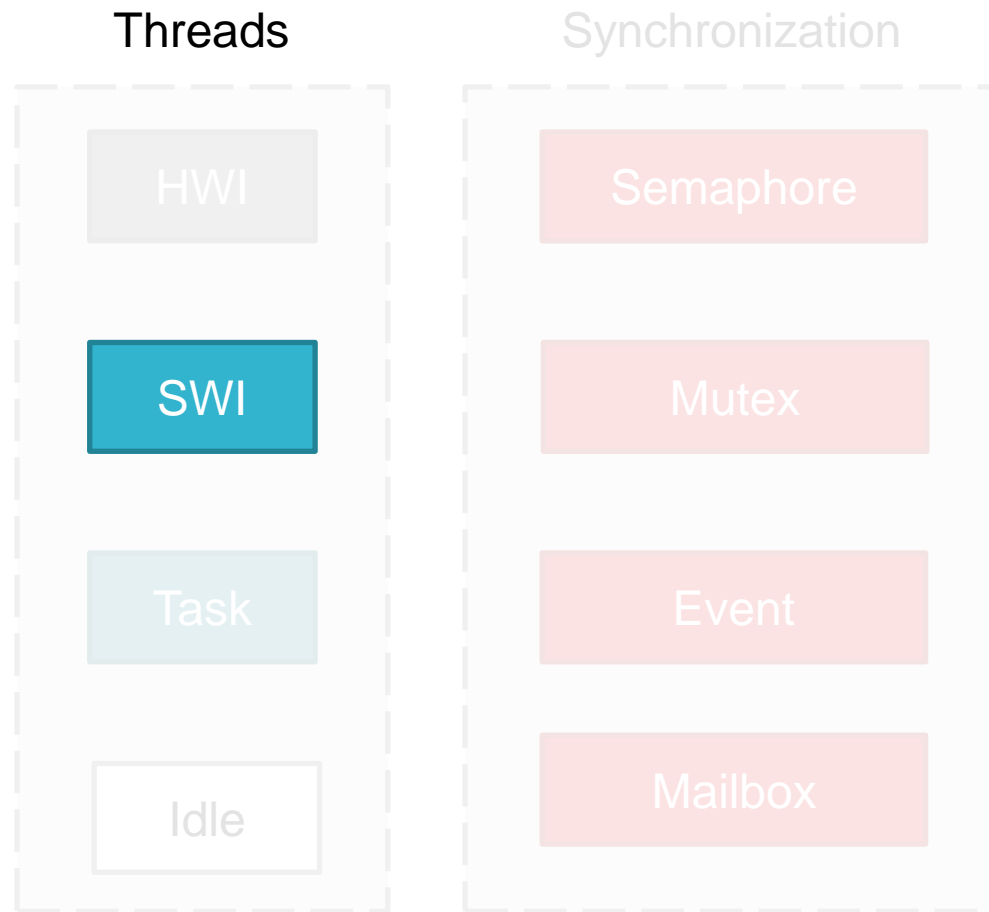 Threads
HWI
SWI
Task
Idle
Synchronization
Semaphore
Mutex
Event
Mailbox